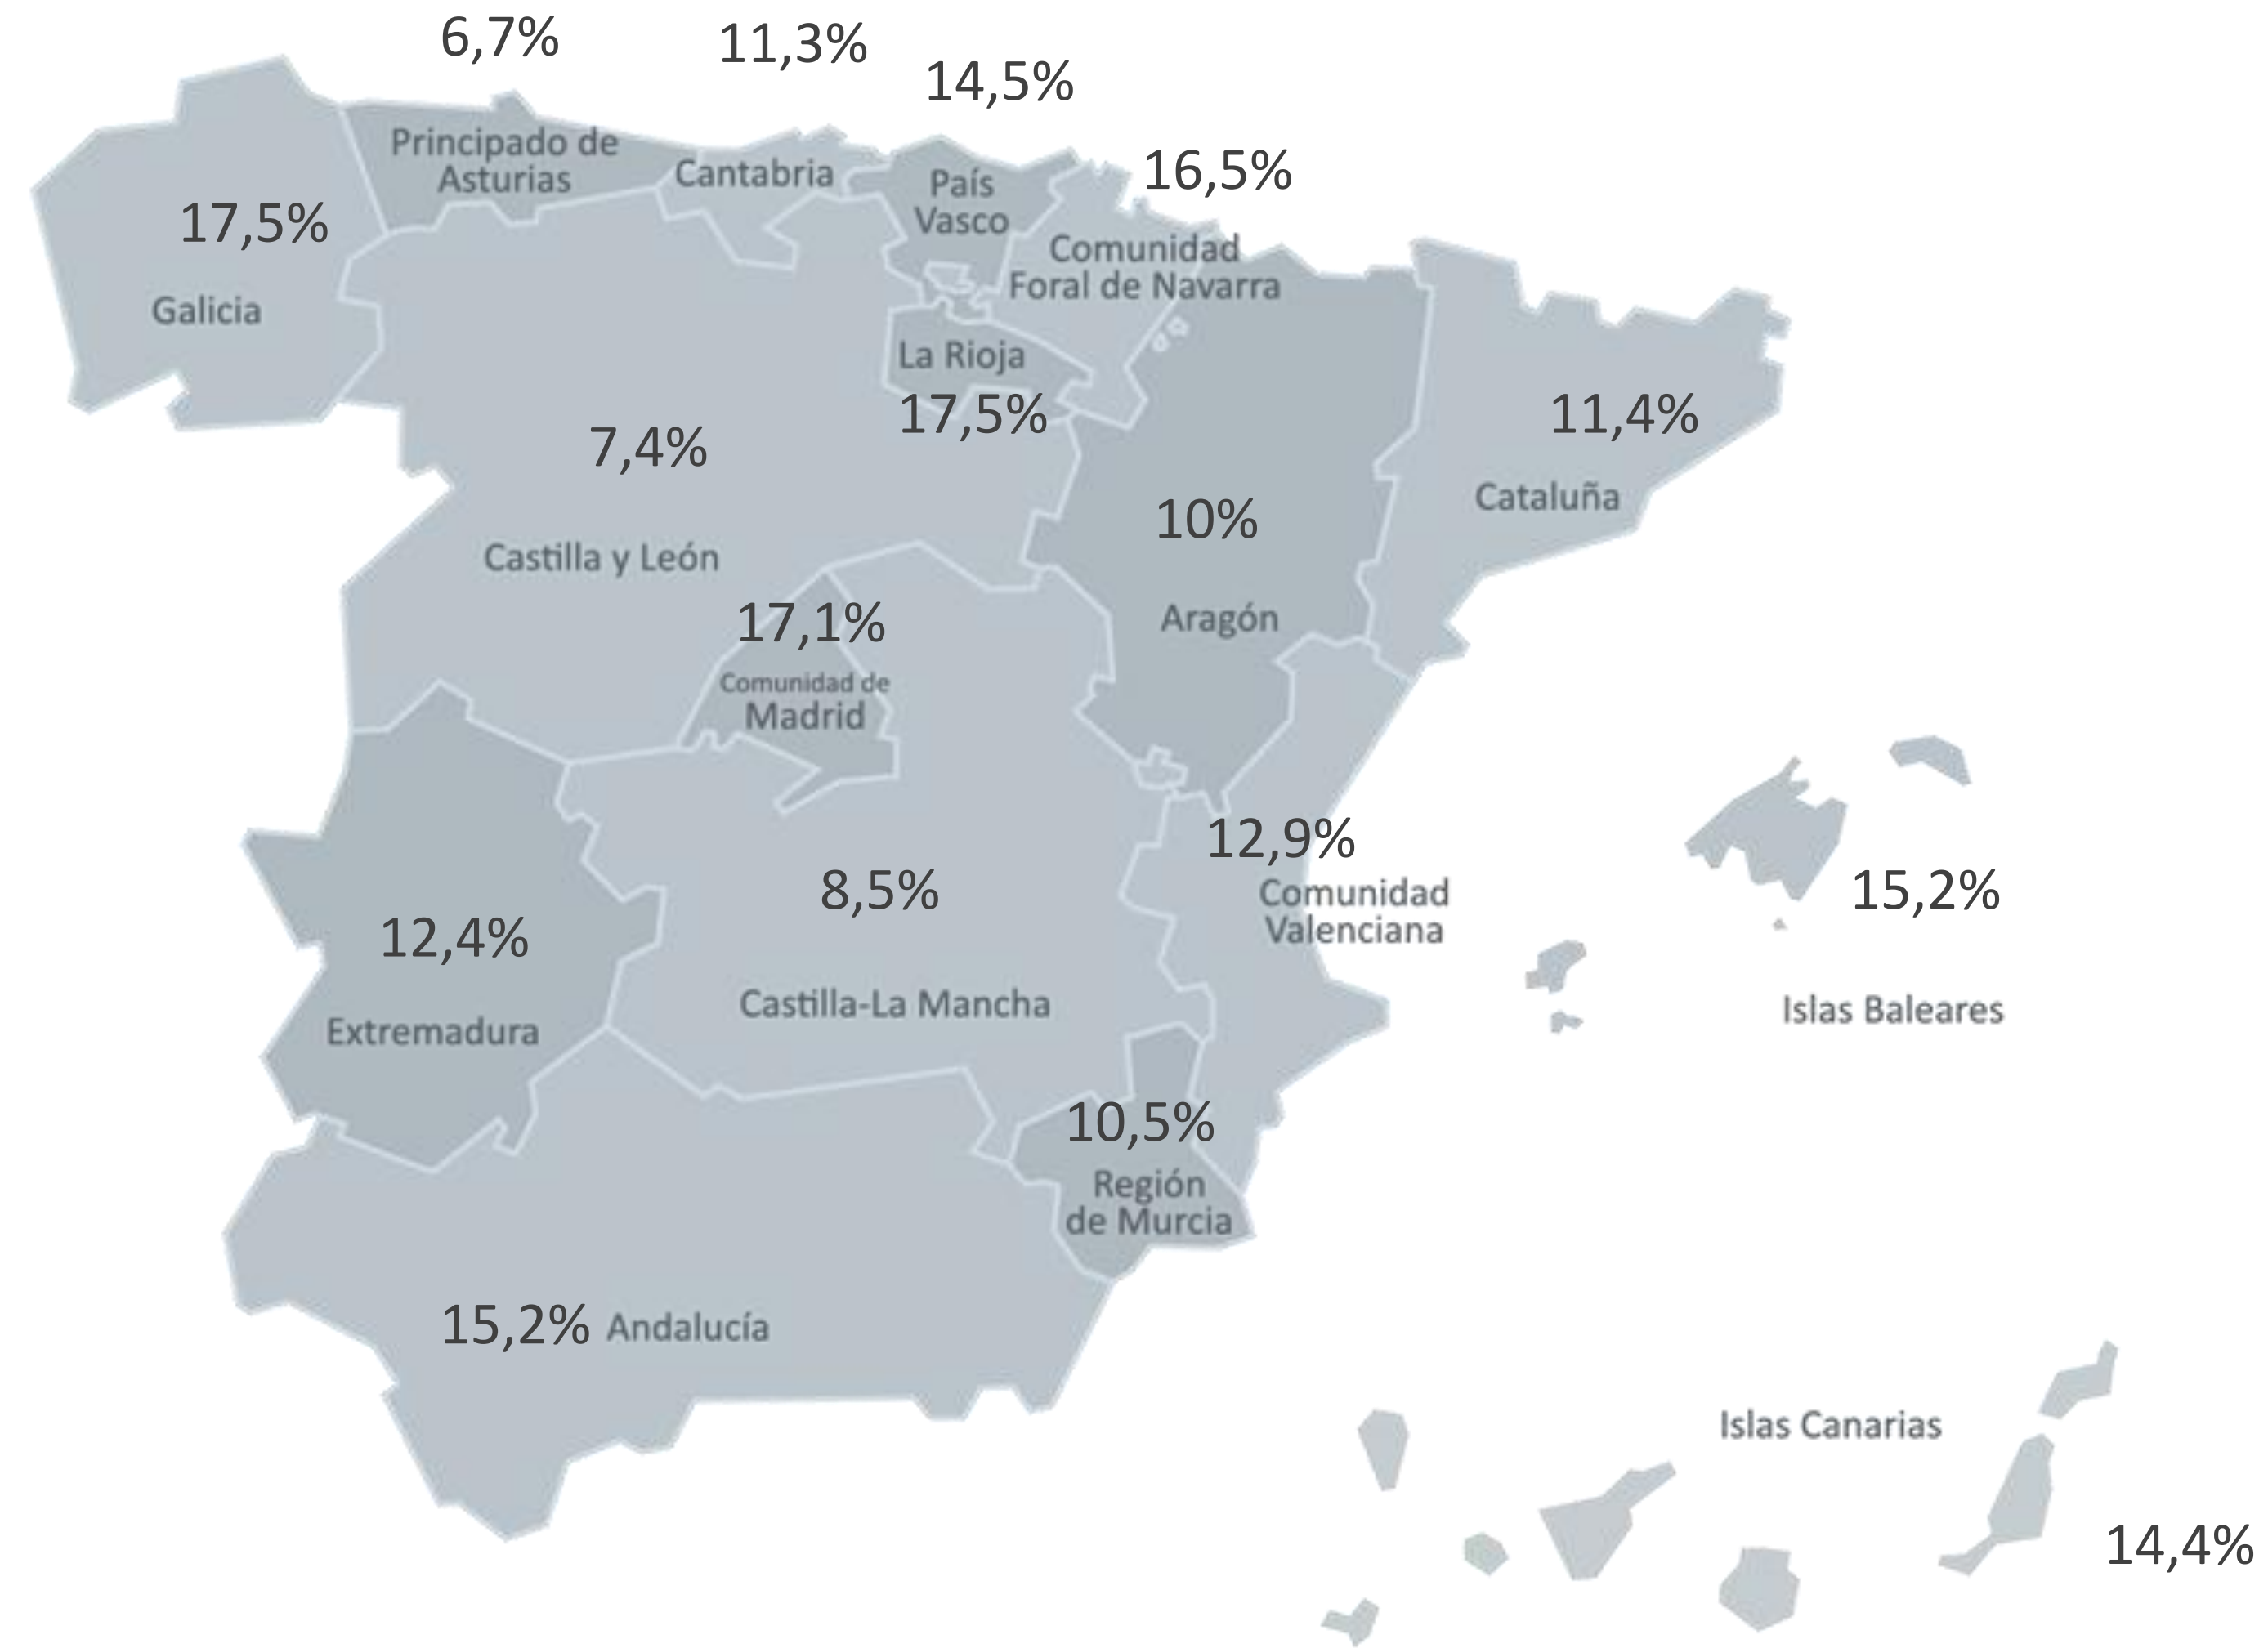 6,7%
11,3%
14,5%
Principado de
Asturias
Cantabria
País
Vasco
16,5%
17,5%
Galicia
Comunidad
Foral de Navarra
La Rioja
17,5%
7,4%
Castilla y León
11,4%
Cataluña
10%
Aragón
17,1%
Comunidad de
Madrid
12,9%
Comunidad
Valenciana
15,2%
Islas Baleares
8,5%
Castilla-La Mancha
12,4%
Extremadura
10,5%
Región
de Murcia
15,2% Andalucía
Islas Canarias
14,4%